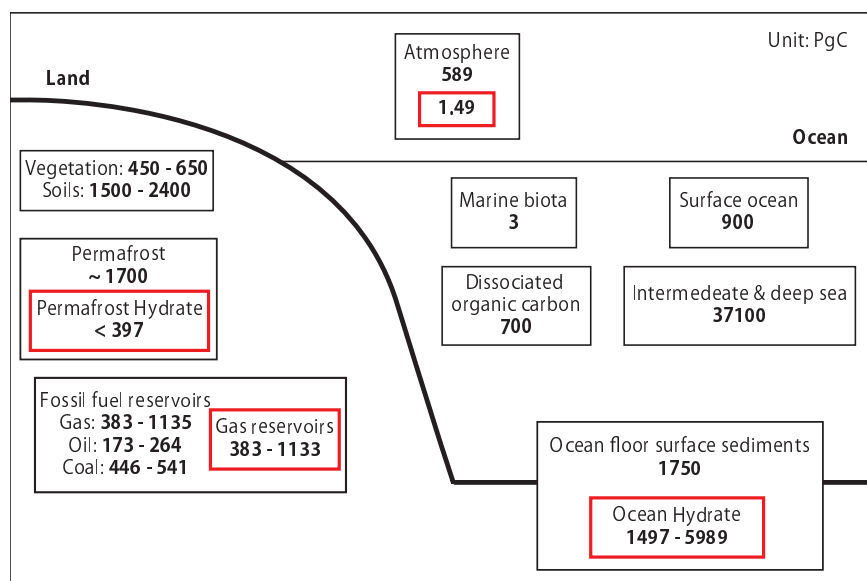 Unit: PgC
Atmosphere
589
1.49
Land
Ocean
Vegetation: 450 - 650
Soils: 1500 - 2400
Marine biota
3
Surface ocean
900
Permafrost
~ 1700
Permafrost Hydrate
< 397
Dissociated
organic carbon
700
Intermedeate & deep sea
37100
Fossil fuel reservoirs
Gas: 383 - 1135
Oil: 173 - 264
Coal: 446 - 541
Gas reservoirs
383 - 1133
Ocean floor surface sediments
1750
Ocean Hydrate
1497 - 5989